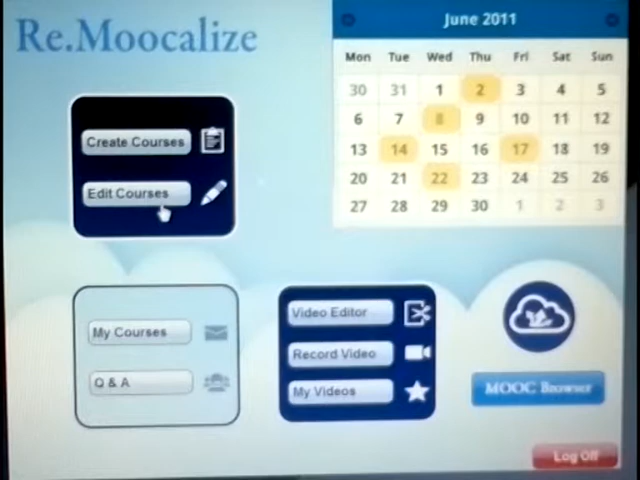 Re.Moocalize
June 2011
Mon Tue Wed Thu Fri Sat Sun
30 31 1 2 3 4 5
6 7 8 9 10 11 12
13 14 15 16 17 18 19
20 21 22 23 24 25 26
27 28 29 30 1 2 3
Create Courses
Edit Courses
My Courses
Q & A
Video Editor
Record Video
My Videos
MOOC Browser
Log Off